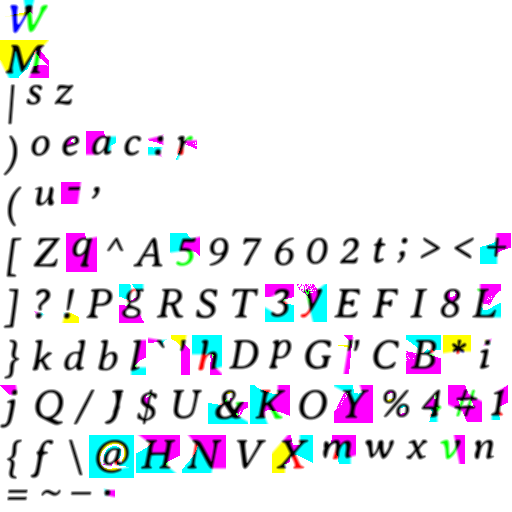 W
M
| s z
) o e a c : r
( u - ,
[ Z q ^ A 5 9 7 6 0 2 t ; > < +
] ? ! P g R S T 3 y E F I 8 L
} k d b l ` ' h D p G " C B * i
j Q / J $ U & K O Y % 4 # 1
{ f \ @ H N V X m w x v n
= ~ – .